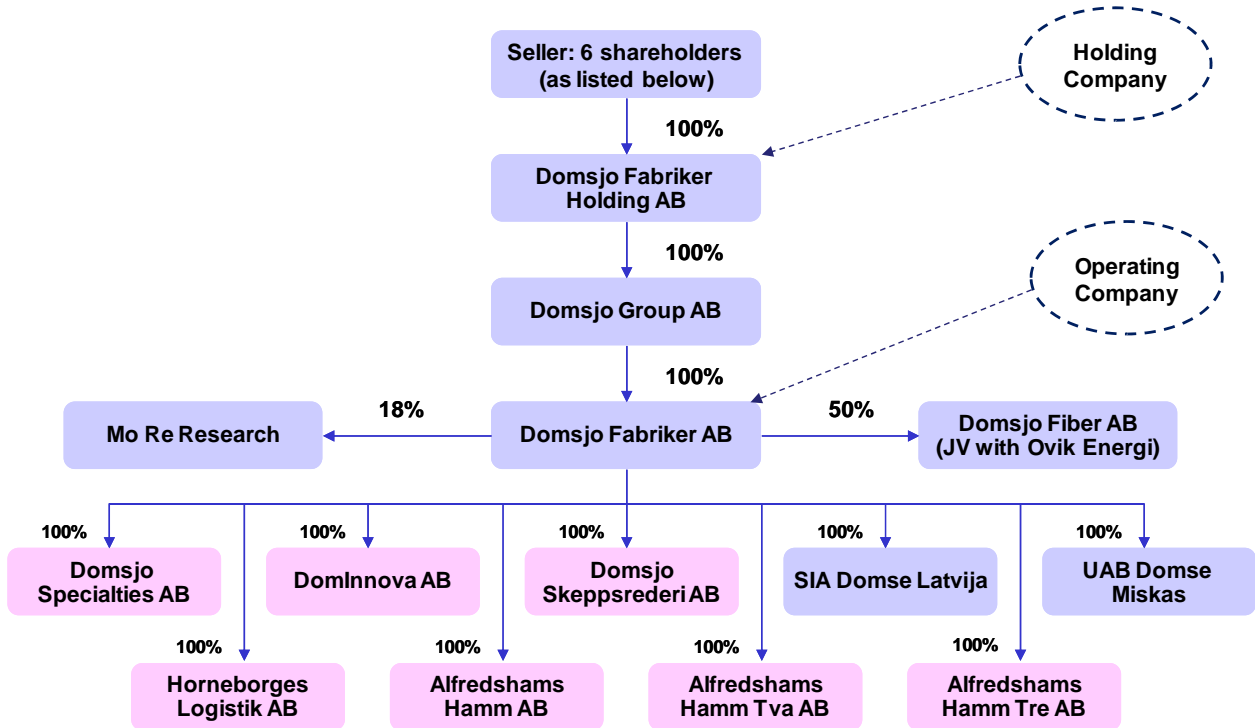 Seller: 6 shareholders
(as listed below)
Holding
Company
100%
Domsjo Fabriker
Holding AB
100%
Operating
Company
Domsjo Group AB
100%
18%
50%
Mo Re Research
Domsjo Fabriker AB
Domsjo Fiber AB
(JV with Ovik Energi)
100%
100%
100%
100%
100%
Domsjo
Specialties AB
DomInnova AB
Domsjo
Skeppsrederi AB
SIA Domse Latvija
UAB Domse
Miskas
100%
100%
100%
100%
Horneborges
Logistik AB
Alfredshams
Hamm AB
Alfredshams
Hamm Tva AB
Alfredshams
Hamm Tre AB